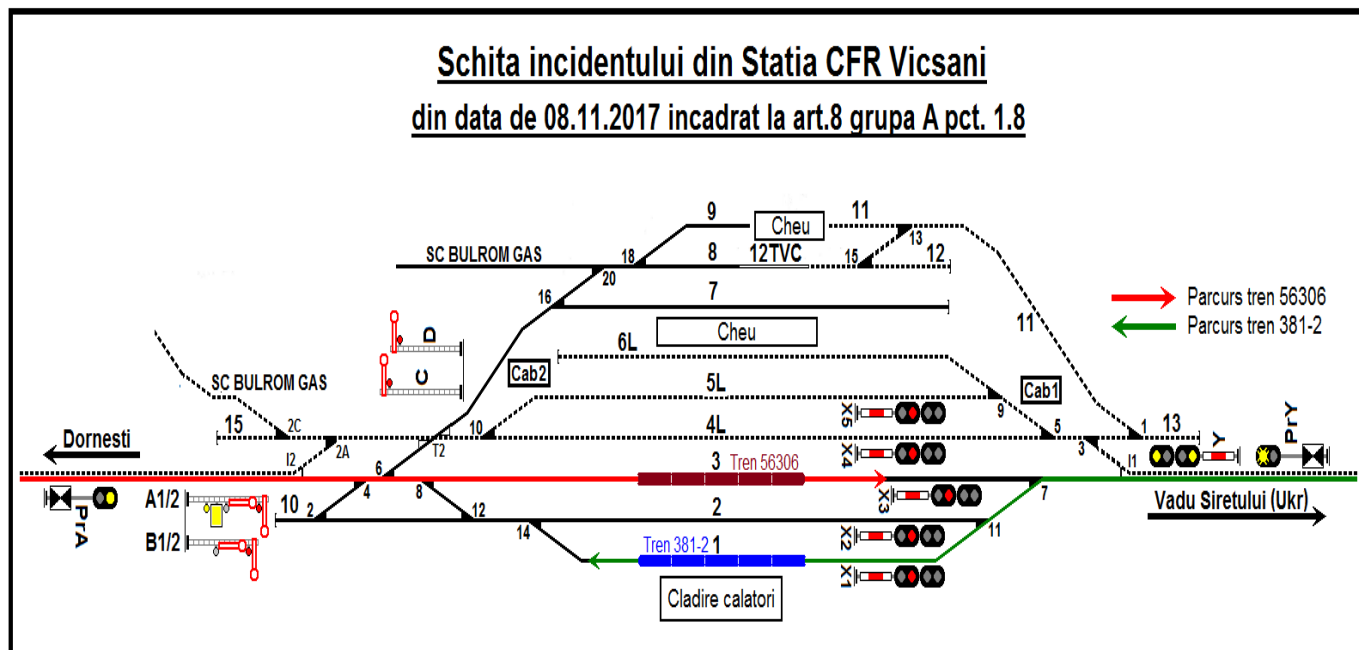 Schita incidentului din Statia CFR Vicsani
din data de 08.11.2017 incadrat la art.8 grupa A pct. 1.8
9
Cheu
11
13
SC BULROM GAS
18
8
12TVC
15
12
20
16
7
11
Parcurs tren 56306
Parcurs tren 381-2
D
C
Cheu
6L
Cab2
Cab1
SC BULROM GAS
5L
9
X5
15
2C
10
4L
5
1
13
Y
PrY
Dornesti
2A
T2
X4
3
I2
I1
6
3
Tren 56306
PrA
A1/2
4
8
X3
7
Vadu Siretului (Ukr)
10
2
12
2
11
B1/2
14
X2
Tren 381-2
1
X1
Cladire calatori